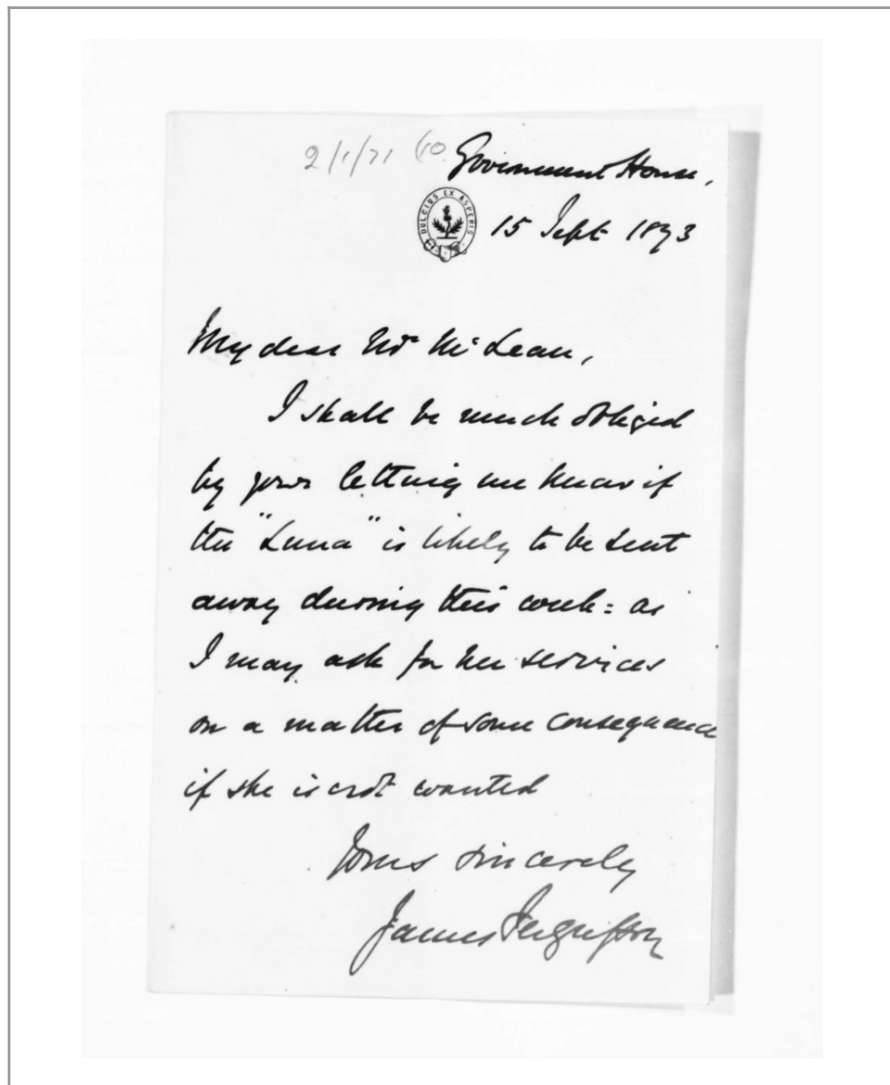 2/1/71 (10.
Government House,
DULCIUS EX ASPERIS
15 Sept 1873
My dear Mr McLean,
I shall be much obliged
by your letting me know if
the "Luna" is likely to be sent
away during this week = as
I may ask for her services
on a matter of some consequence
if she is not wanted
Yours sincerely
James Fergusson